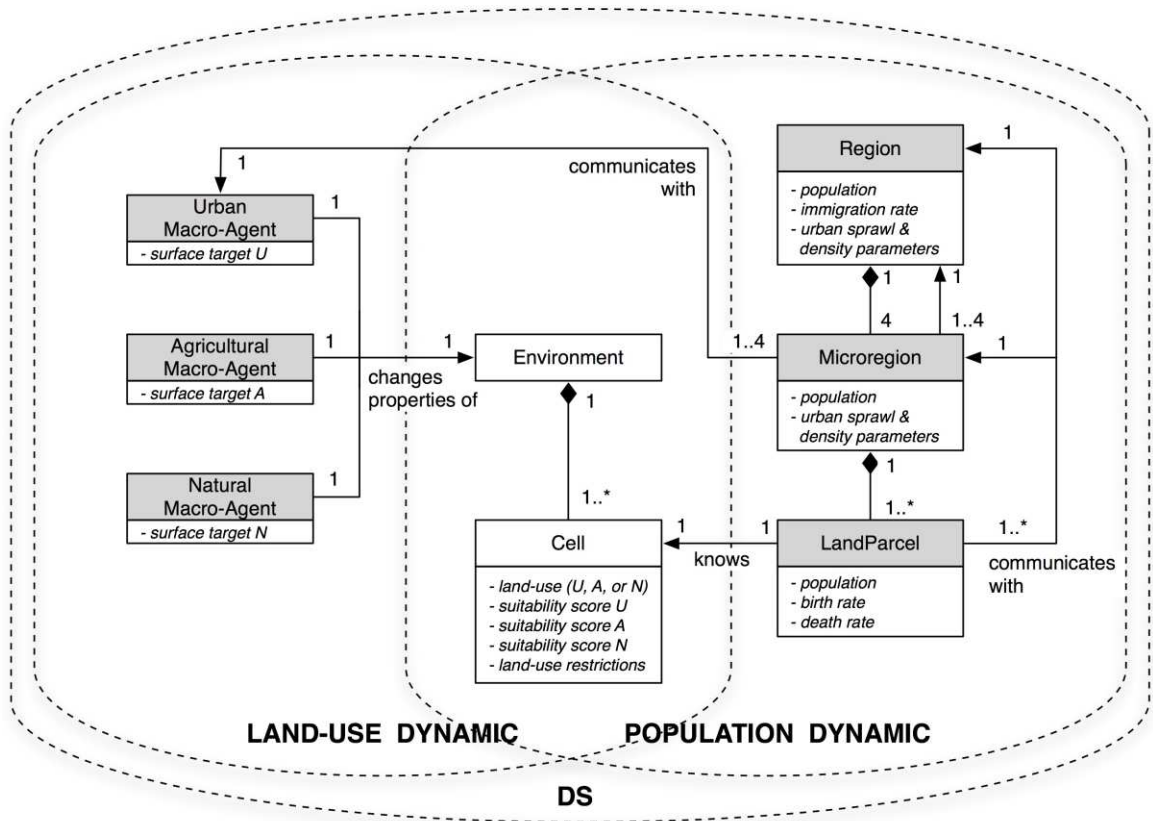 1
communicates
with
Region
1
- population
- immigration rate
- urban sprawl &
density parameters
Urban
Macro-Agent
- surface target U
1
1
1
4
1..4
Agricultural
Macro-Agent
- surface target A
1
1
changes
properties of
Environment
1
1..4
Microregion
1
- population
- urban sprawl &
density parameters
Natural
Macro-Agent
- surface target N
1
1..*
1
1..*
Cell
- land-use (U, A, or N)
- suitability score U
- suitability score A
- suitability score N
- land-use restrictions
1
1
knows
LandParcel
- population
- birth rate
- death rate
1..*
communicates
with
LAND-USE DYNAMIC
POPULATION DYNAMIC
DS